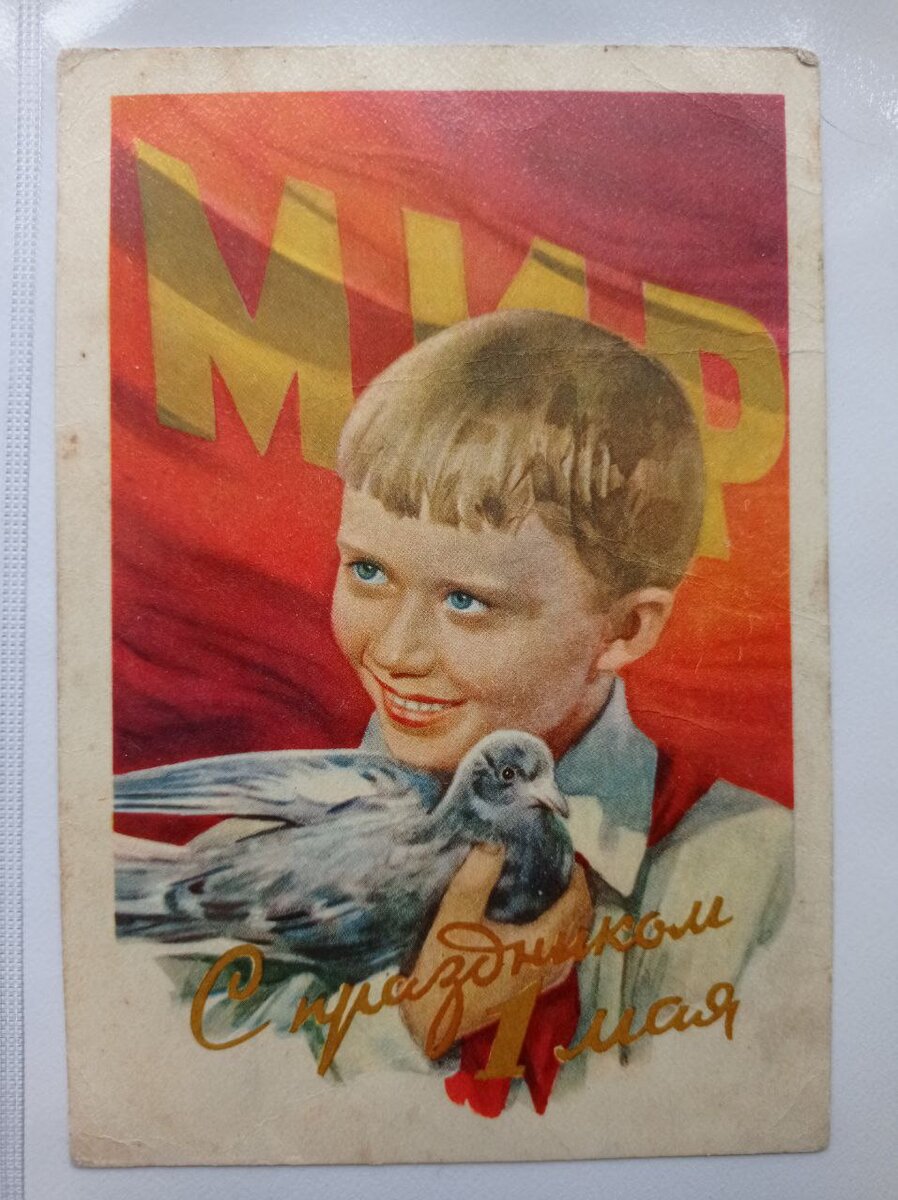 МИР
С праздником
1 мая